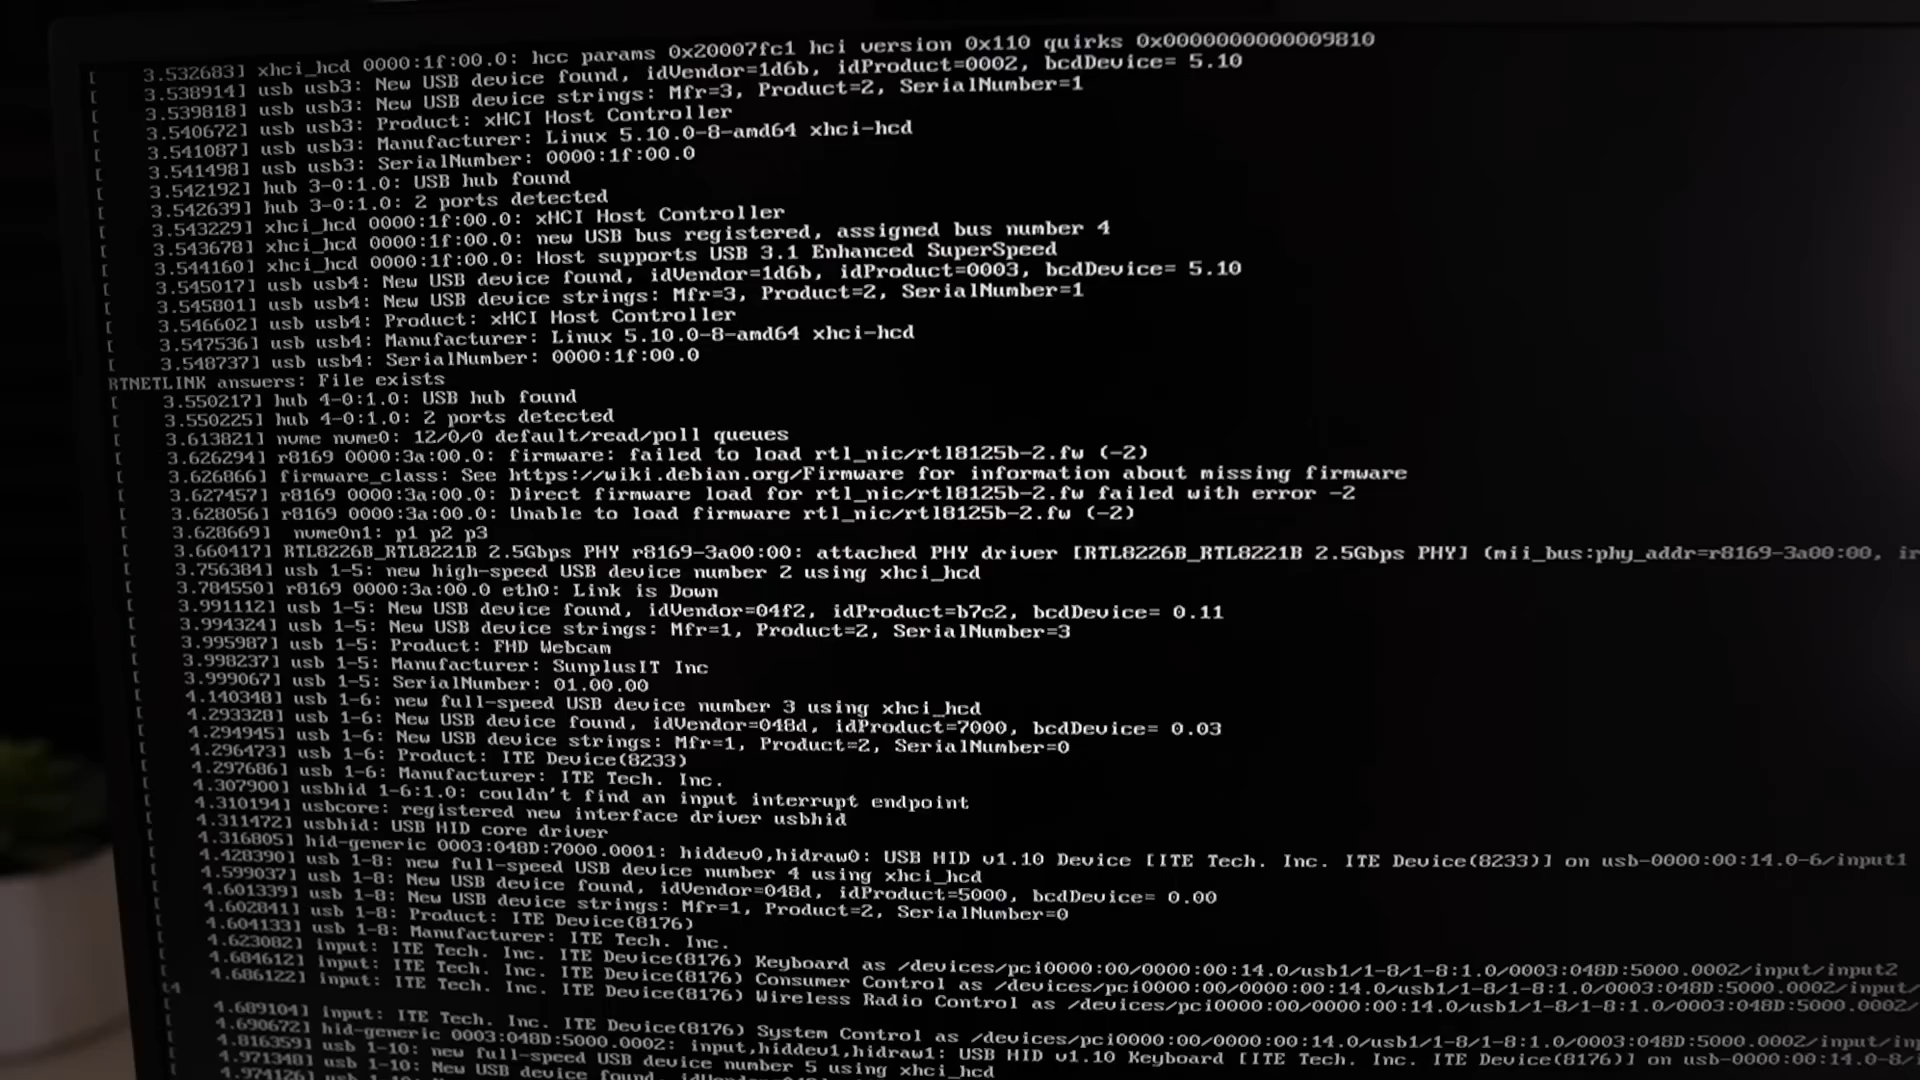 [    3.532683] xhci_hcd 0000:1f:00.0: hcc params 0x20007fc1 hci version 0x110 quirks 0x0000000000009810
[    3.538914] usb usb3: New USB device found, idVendor=1d6b, idProduct=0002, bcdDevice= 5.10
[    3.539818] usb usb3: New USB device strings: Mfr=3, Product=2, SerialNumber=1
[    3.540672] usb usb3: Product: xHCI Host Controller
[    3.541087] usb usb3: Manufacturer: Linux 5.10.0-8-amd64 xhci-hcd
[    3.541498] usb usb3: SerialNumber: 0000:1f:00.0
[    3.542192] hub 3-0:1.0: USB hub found
[    3.542639] hub 3-0:1.0: 2 ports detected
[    3.543229] xhci_hcd 0000:1f:00.0: xHCI Host Controller
[    3.543678] xhci_hcd 0000:1f:00.0: new USB bus registered, assigned bus number 4
[    3.544160] xhci_hcd 0000:1f:00.0: Host supports USB 3.1 Enhanced SuperSpeed
[    3.545017] usb usb4: New USB device found, idVendor=1d6b, idProduct=0003, bcdDevice= 5.10
[    3.545801] usb usb4: New USB device strings: Mfr=3, Product=2, SerialNumber=1
[    3.546602] usb usb4: Product: xHCI Host Controller
[    3.547536] usb usb4: Manufacturer: Linux 5.10.0-8-amd64 xhci-hcd
[    3.548737] usb usb4: SerialNumber: 0000:1f:00.0
RTNETLINK answers: File exists
[    3.550217] hub 4-0:1.0: USB hub found
[    3.550225] hub 4-0:1.0: 2 ports detected
[    3.613821] nvme nvme0: 12/0/0 default/read/poll queues
[    3.626294] r8169 0000:3a:00.0: firmware: failed to load rtl_nic/rtl8125b-2.fw (-2)
[    3.626866] firmware_class: See https://wiki.debian.org/Firmware for information about missing firmware
[    3.627457] r8169 0000:3a:00.0: Direct firmware load for rtl_nic/rtl8125b-2.fw failed with error -2
[    3.628056] r8169 0000:3a:00.0: Unable to load firmware rtl_nic/rtl8125b-2.fw (-2)
[    3.628669]  nvme0n1: p1 p2 p3
[    3.660417] RTL8226B_RTL8221B 2.5Gbps PHY r8169-3a00:00: attached PHY driver [RTL8226B_RTL8221B 2.5Gbps PHY] (mii_bus:phy_addr=r8169-3a00:00, ir
[    3.756384] usb 1-5: new high-speed USB device number 2 using xhci_hcd
[    3.784550] r8169 0000:3a:00.0 eth0: Link is Down
[    3.991112] usb 1-5: New USB device found, idVendor=04f2, idProduct=b7c2, bcdDevice= 0.11
[    3.994324] usb 1-5: New USB device strings: Mfr=1, Product=2, SerialNumber=3
[    3.995987] usb 1-5: Product: FHD Webcam
[    3.998237] usb 1-5: Manufacturer: SunplusIT Inc
[    3.999067] usb 1-5: SerialNumber: 01.00.00
[    4.140348] usb 1-6: new full-speed USB device number 3 using xhci_hcd
[    4.293328] usb 1-6: New USB device found, idVendor=048d, idProduct=7000, bcdDevice= 0.03
[    4.294945] usb 1-6: New USB device strings: Mfr=1, Product=2, SerialNumber=0
[    4.296473] usb 1-6: Product: ITE Device(8233)
[    4.297686] usb 1-6: Manufacturer: ITE Tech. Inc.
[    4.307900] usbhid 1-6:1.0: couldn't find an input interrupt endpoint
[    4.310194] usbcore: registered new interface driver usbhid
[    4.311472] usbhid: USB HID core driver
[    4.316805] hid-generic 0003:048D:7000.0001: hiddev0,hidraw0: USB HID v1.10 Device [ITE Tech. Inc. ITE Device(8233)] on usb-0000:00:14.0-6/input1
[    4.428390] usb 1-8: new full-speed USB device number 4 using xhci_hcd
[    4.599037] usb 1-8: New USB device found, idVendor=048d, idProduct=5000, bcdDevice= 0.00
[    4.601339] usb 1-8: New USB device strings: Mfr=1, Product=2, SerialNumber=0
[    4.602841] usb 1-8: Product: ITE Device(8176)
[    4.604133] usb 1-8: Manufacturer: ITE Tech. Inc.
[    4.623082] input: ITE Tech. Inc. ITE Device(8176) Keyboard as /devices/pci0000:00/0000:00:14.0/usb1/1-8/1-8:1.0/0003:048D:5000.0002/input/input2
[    4.684612] input: ITE Tech. Inc. ITE Device(8176) Consumer Control as /devices/pci0000:00/0000:00:14.0/usb1/1-8/1-8:1.0/0003:048D:5000.0002/input/
[    4.686122] input: ITE Tech. Inc. ITE Device(8176) Wireless Radio Control as /devices/pci0000:00/0000:00:14.0/usb1/1-8/1-8:1.0/0003:048D:5000.0002/
t4
[    4.689104] input: ITE Tech. Inc. ITE Device(8176) System Control as /devices/pci0000:00/0000:00:14.0/usb1/1-8/1-8:1.0/0003:048D:5000.0002/input/inp
[    4.690672] hid-generic 0003:048D:5000.0002: input,hiddev1,hidraw1: USB HID v1.10 Keyboard [ITE Tech. Inc. ITE Device(8176)] on usb-0000:00:14.0-8/
[    4.816359] usb 1-10: new full-speed USB device number 5 using xhci_hcd
[    4.971348] usb 1-10: New USB device found,